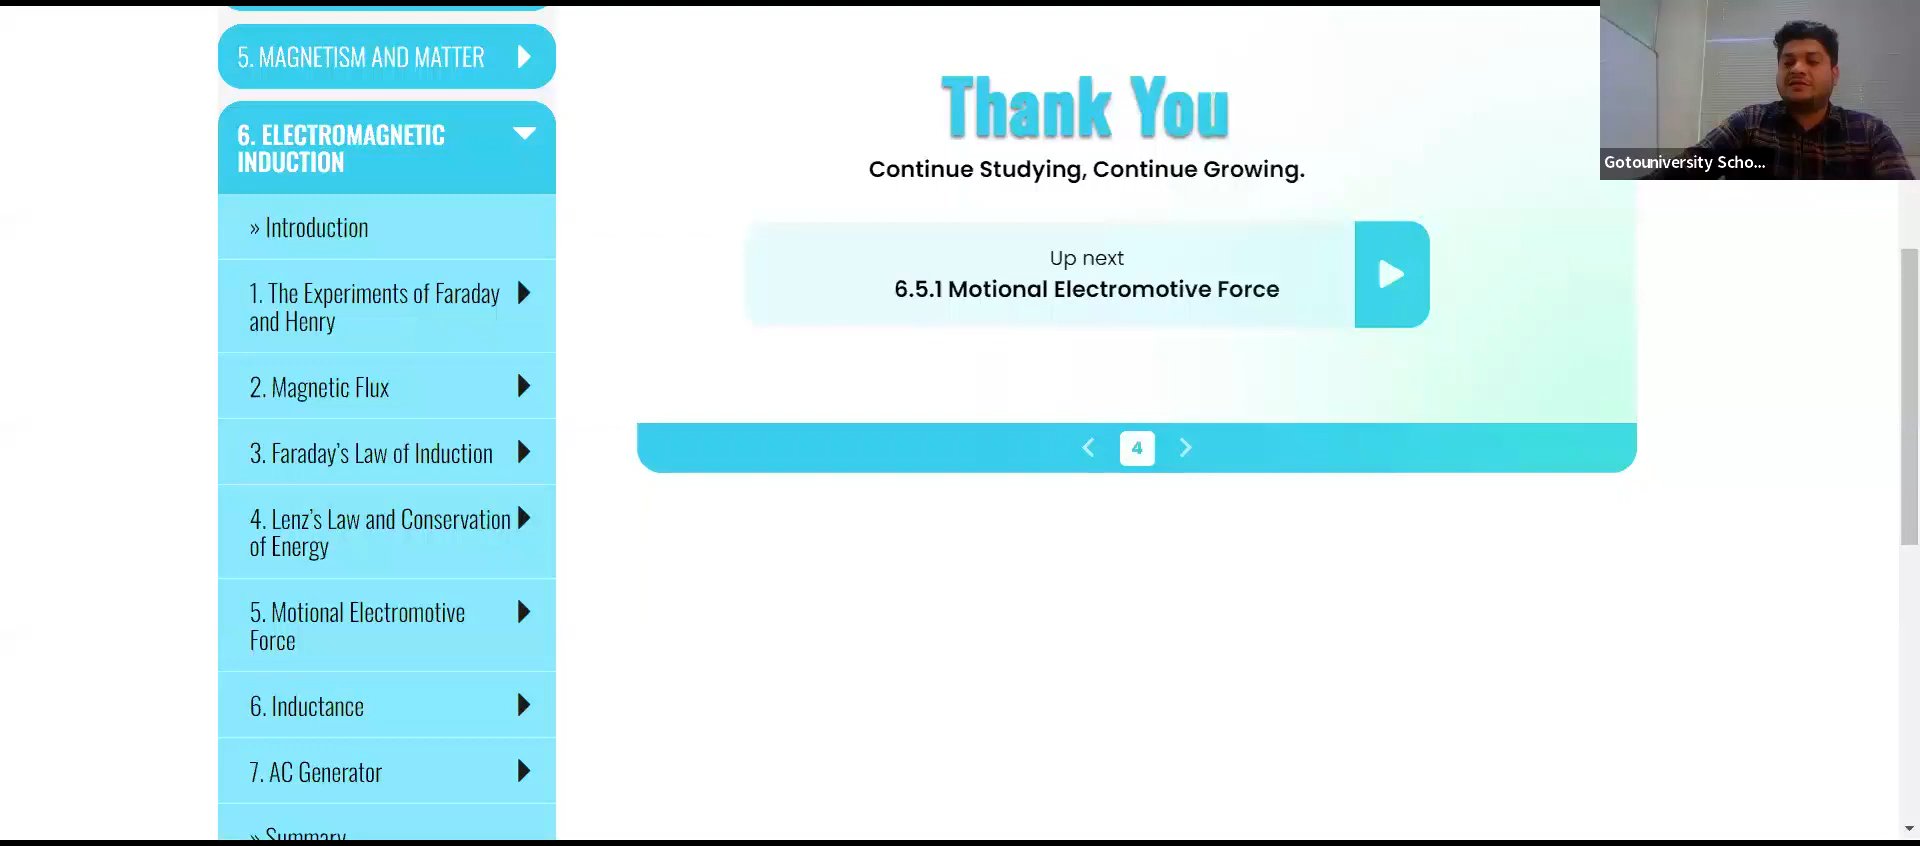 5. MAGNETISM AND MATTER
6. ELECTROMAGNETIC
INDUCTION
» Introduction
1. The Experiments of Faraday
and Henry
2. Magnetic Flux
3. Faraday’s Law of Induction
4. Lenz’s Law and Conservation
of Energy
5. Motional Electromotive
Force
6. Inductance
7. AC Generator
» Summary
Thank You
Continue Studying, Continue Growing.
Up next
6.5.1 Motional Electromotive Force
4
Gotouniversity Scho...